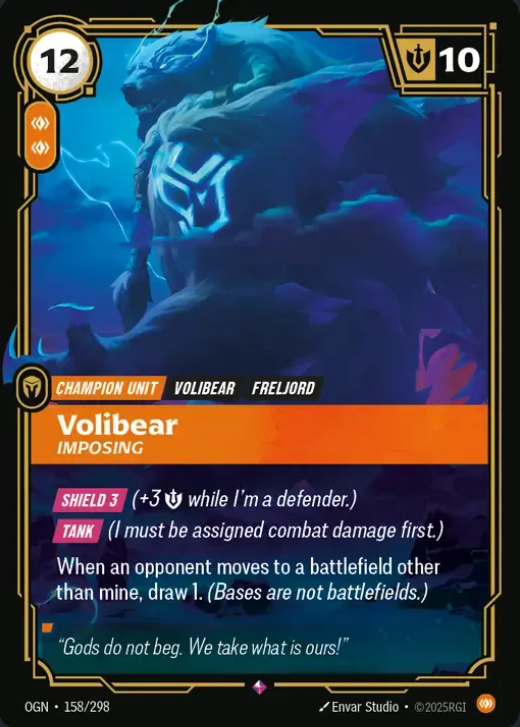 12
10
CHAMPION UNIT VOLIBEAR FRELJORD
Volibear
IMPOSING
SHIELD 3 (+3 while I'm a defender.)
TANK (I must be assigned combat damage first.)
When an opponent moves to a battlefield other
than mine, draw 1. (Bases are not battlefields.)
“Gods do not beg. We take what is ours!”
OGN • 158/298
Envar Studio • ©2025RGI